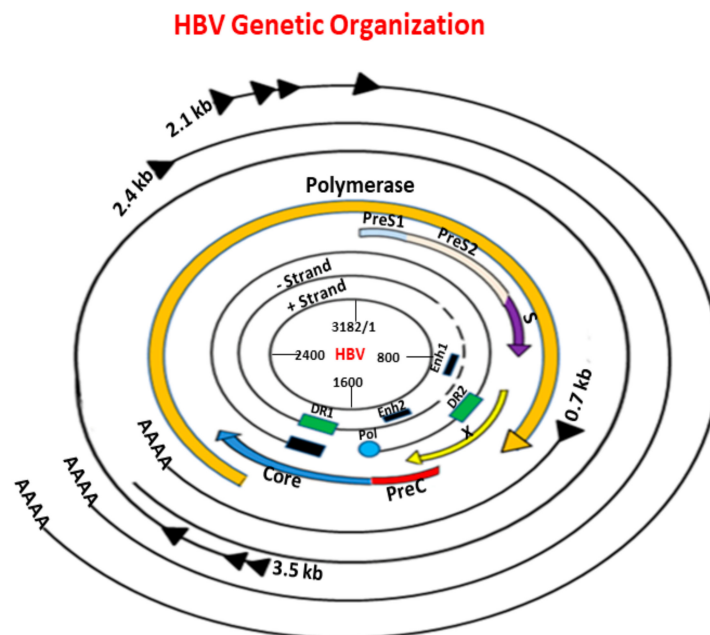 HBV Genetic Organization
2.1 kb
2.4 kb
Polymerase
PreS1
PreS2
S
- Strand
+ Strand
3182/1
2400
HBV
800
1600
Enh1
Enh2
DR2
DR1
X
Pol
Core
PreC
0.7 kb
AAAA
AAAA
AAAA
3.5 kb